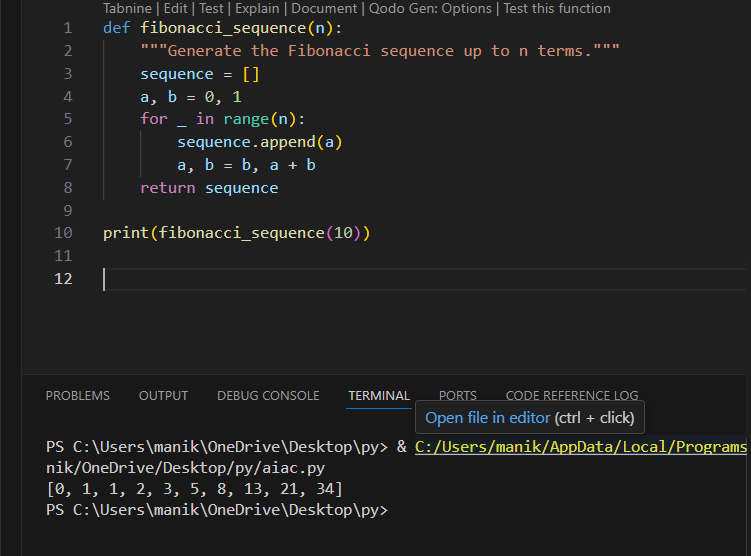 Tabnine | Edit | Test | Explain | Document | Qodo Gen: Options | Test this function
1 def fibonacci_sequence(n):
2     """Generate the Fibonacci sequence up to n terms."""
3     sequence = []
4     a, b = 0, 1
5     for _ in range(n):
6         sequence.append(a)
7         a, b = b, a + b
8     return sequence
9
10 print(fibonacci_sequence(10))
11
12
PROBLEMS OUTPUT DEBUG CONSOLE TERMINAL PORTS CODE REFERENCE LOG
Open file in editor (ctrl + click)
PS C:\Users\manik\OneDrive\Desktop\py> & C:/Users/manik/AppData/Local/Programs
nik/OneDrive/Desktop/py/aiac.py
[0, 1, 1, 2, 3, 5, 8, 13, 21, 34]
PS C:\Users\manik\OneDrive\Desktop\py>